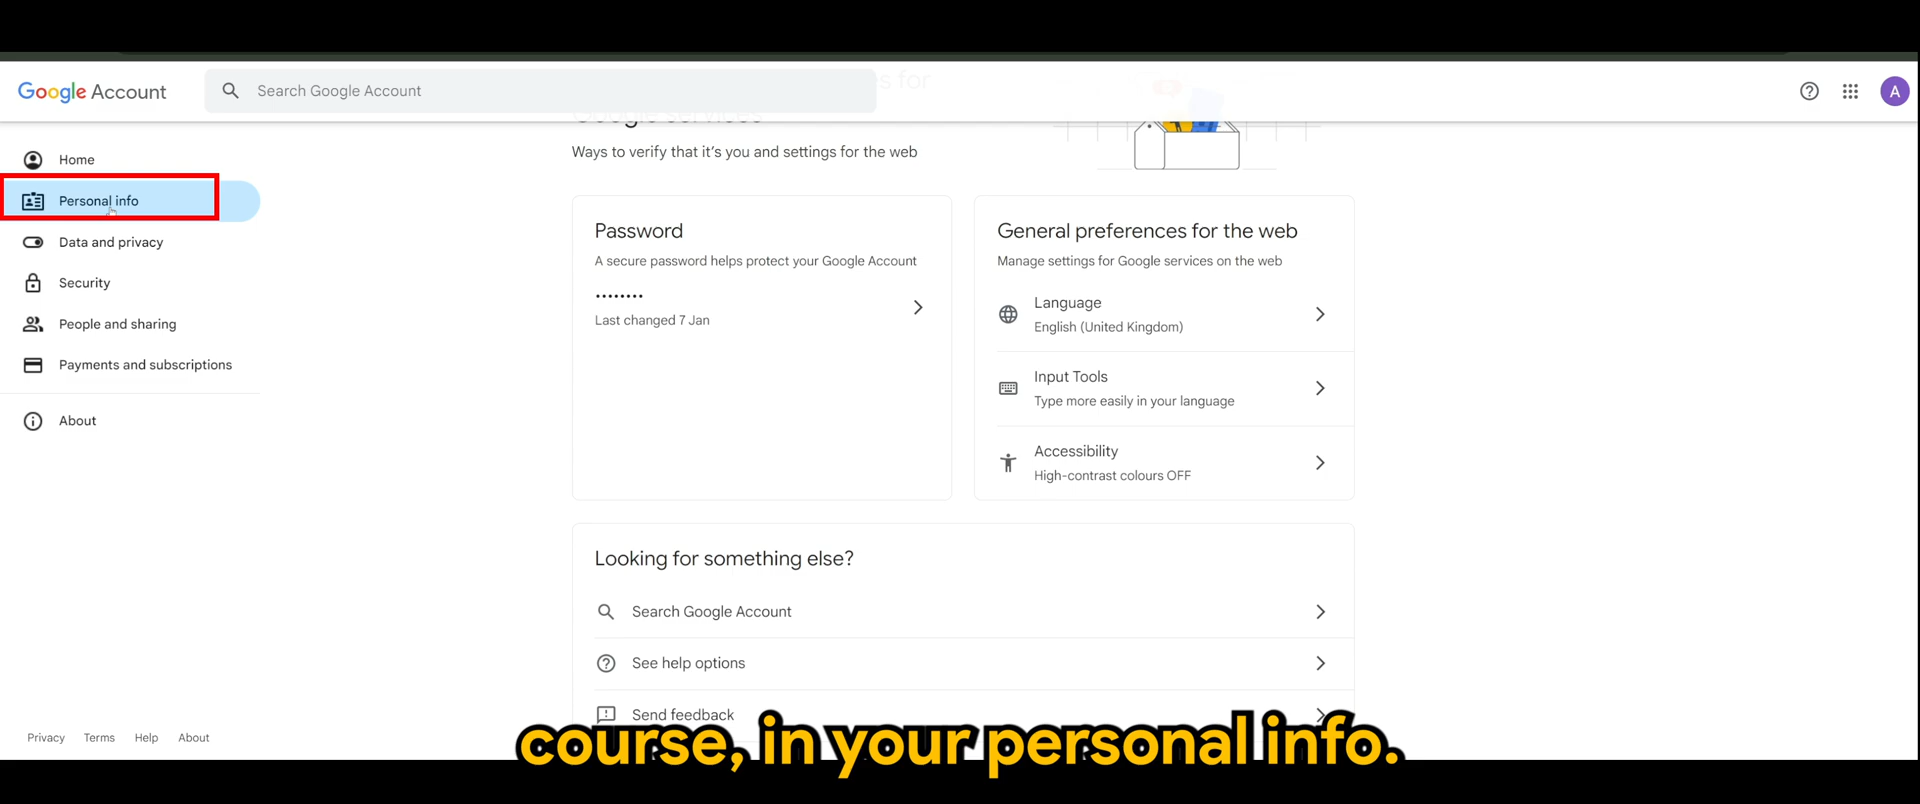 Google Account
Search Google Account
A
s for
Google services
Ways to verify that it's you and settings for the web
Home
Personal info
Data and privacy
Security
People and sharing
Payments and subscriptions
About
Password
A secure password helps protect your Google Account
••••••••
Last changed 7 Jan
General preferences for the web
Manage settings for Google services on the web
Language
English (United Kingdom)
Input Tools
Type more easily in your language
Accessibility
High-contrast colours OFF
Looking for something else?
Search Google Account
See help options
Send feedback
Privacy Terms Help About
course, in your personal info.